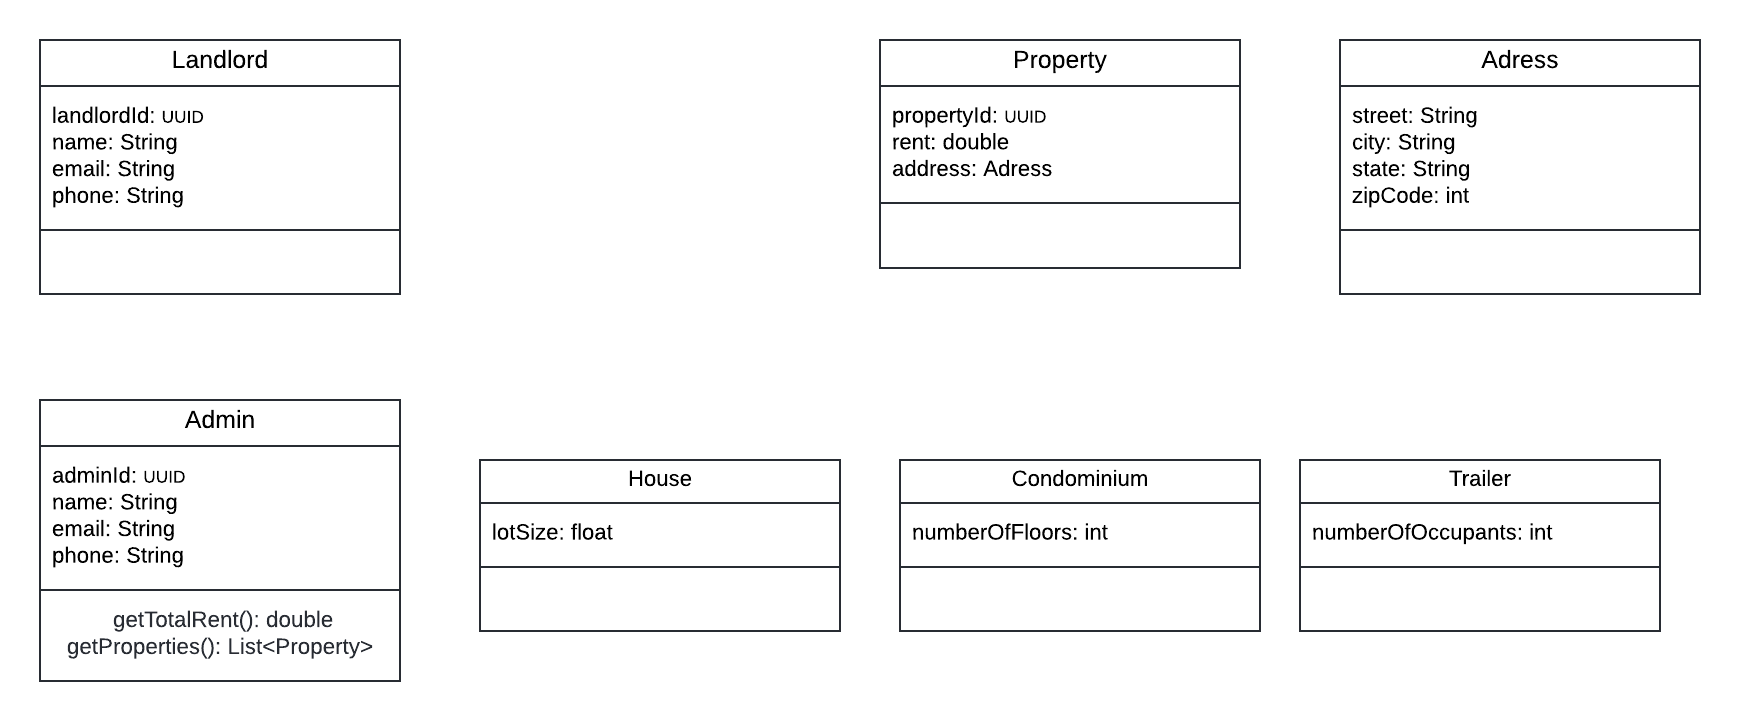 Landlord
landlordId: UUID
name: String
email: String
phone: String
Property
propertyId: UUID
rent: double
address: Adress
Adress
street: String
city: String
state: String
zipCode: int
Admin
adminId: UUID
name: String
email: String
phone: String
getTotalRent(): double
getProperties(): List<Property>
House
lotSize: float
Condominium
numberOfFloors: int
Trailer
numberOfOccupants: int